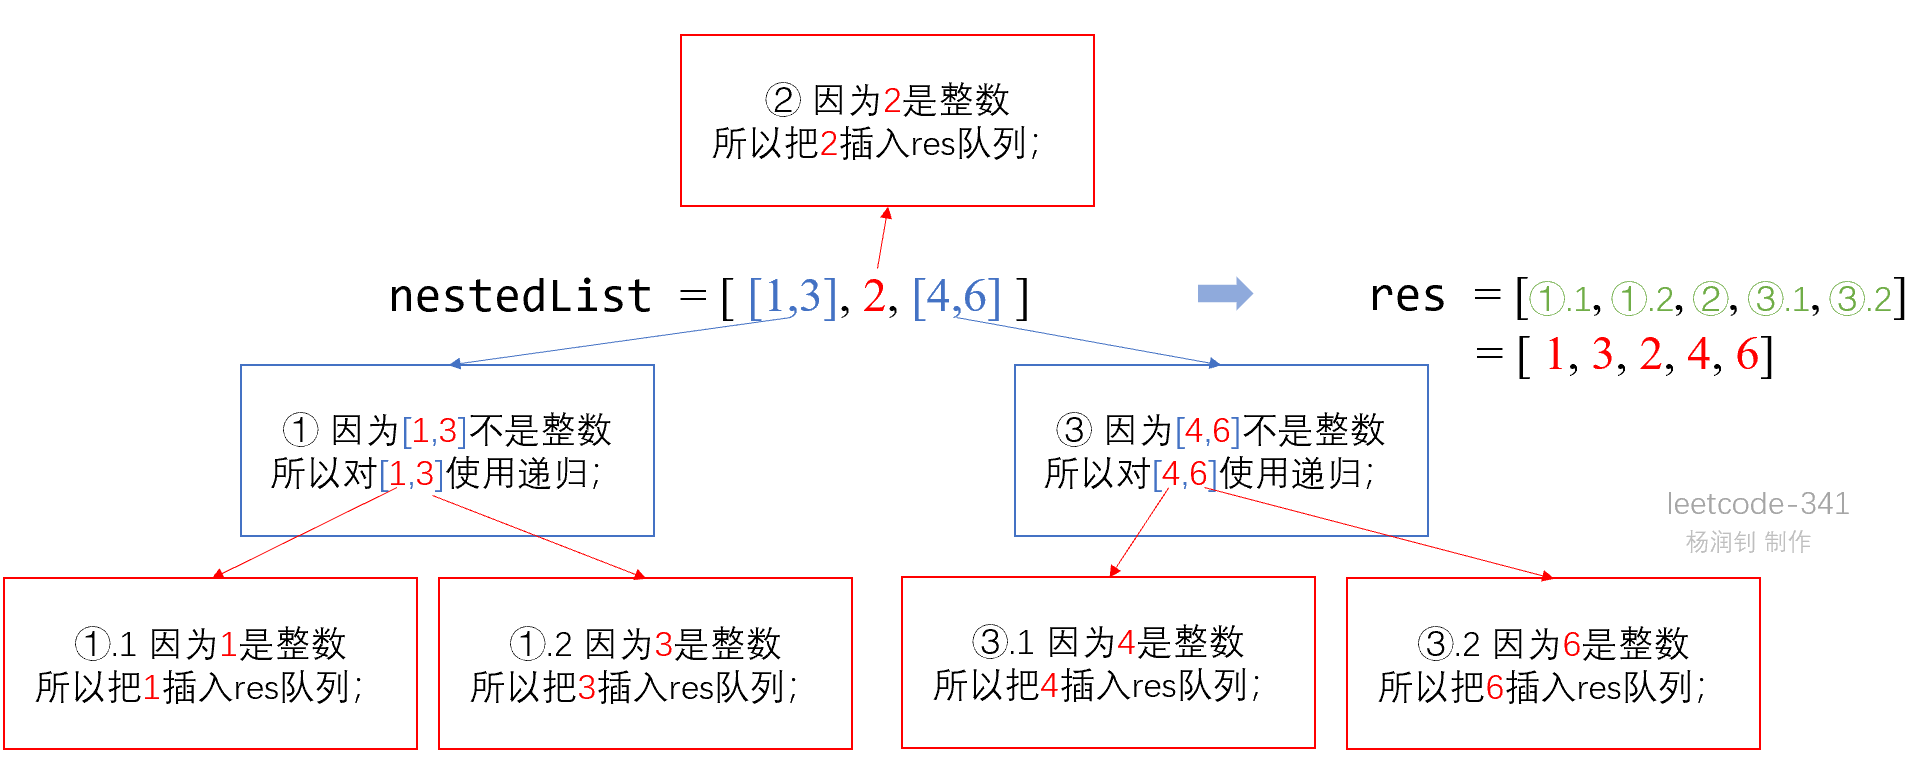 ② 因为2是整数
所以把2插入res队列；
nestedList = [ [1,3], 2, [4,6] ]
res = [①.1, ①.2, ②, ③.1, ③.2]
= [ 1, 3, 2, 4, 6]
① 因为[1,3]不是整数
所以对[1,3]使用递归；
③ 因为[4,6]不是整数
所以对[4,6]使用递归；
leetcode-341
杨润钊 制作
①.1 因为1是整数
所以把1插入res队列；
①.2 因为3是整数
所以把3插入res队列；
③.1 因为4是整数
所以把4插入res队列；
③.2 因为6是整数
所以把6插入res队列；